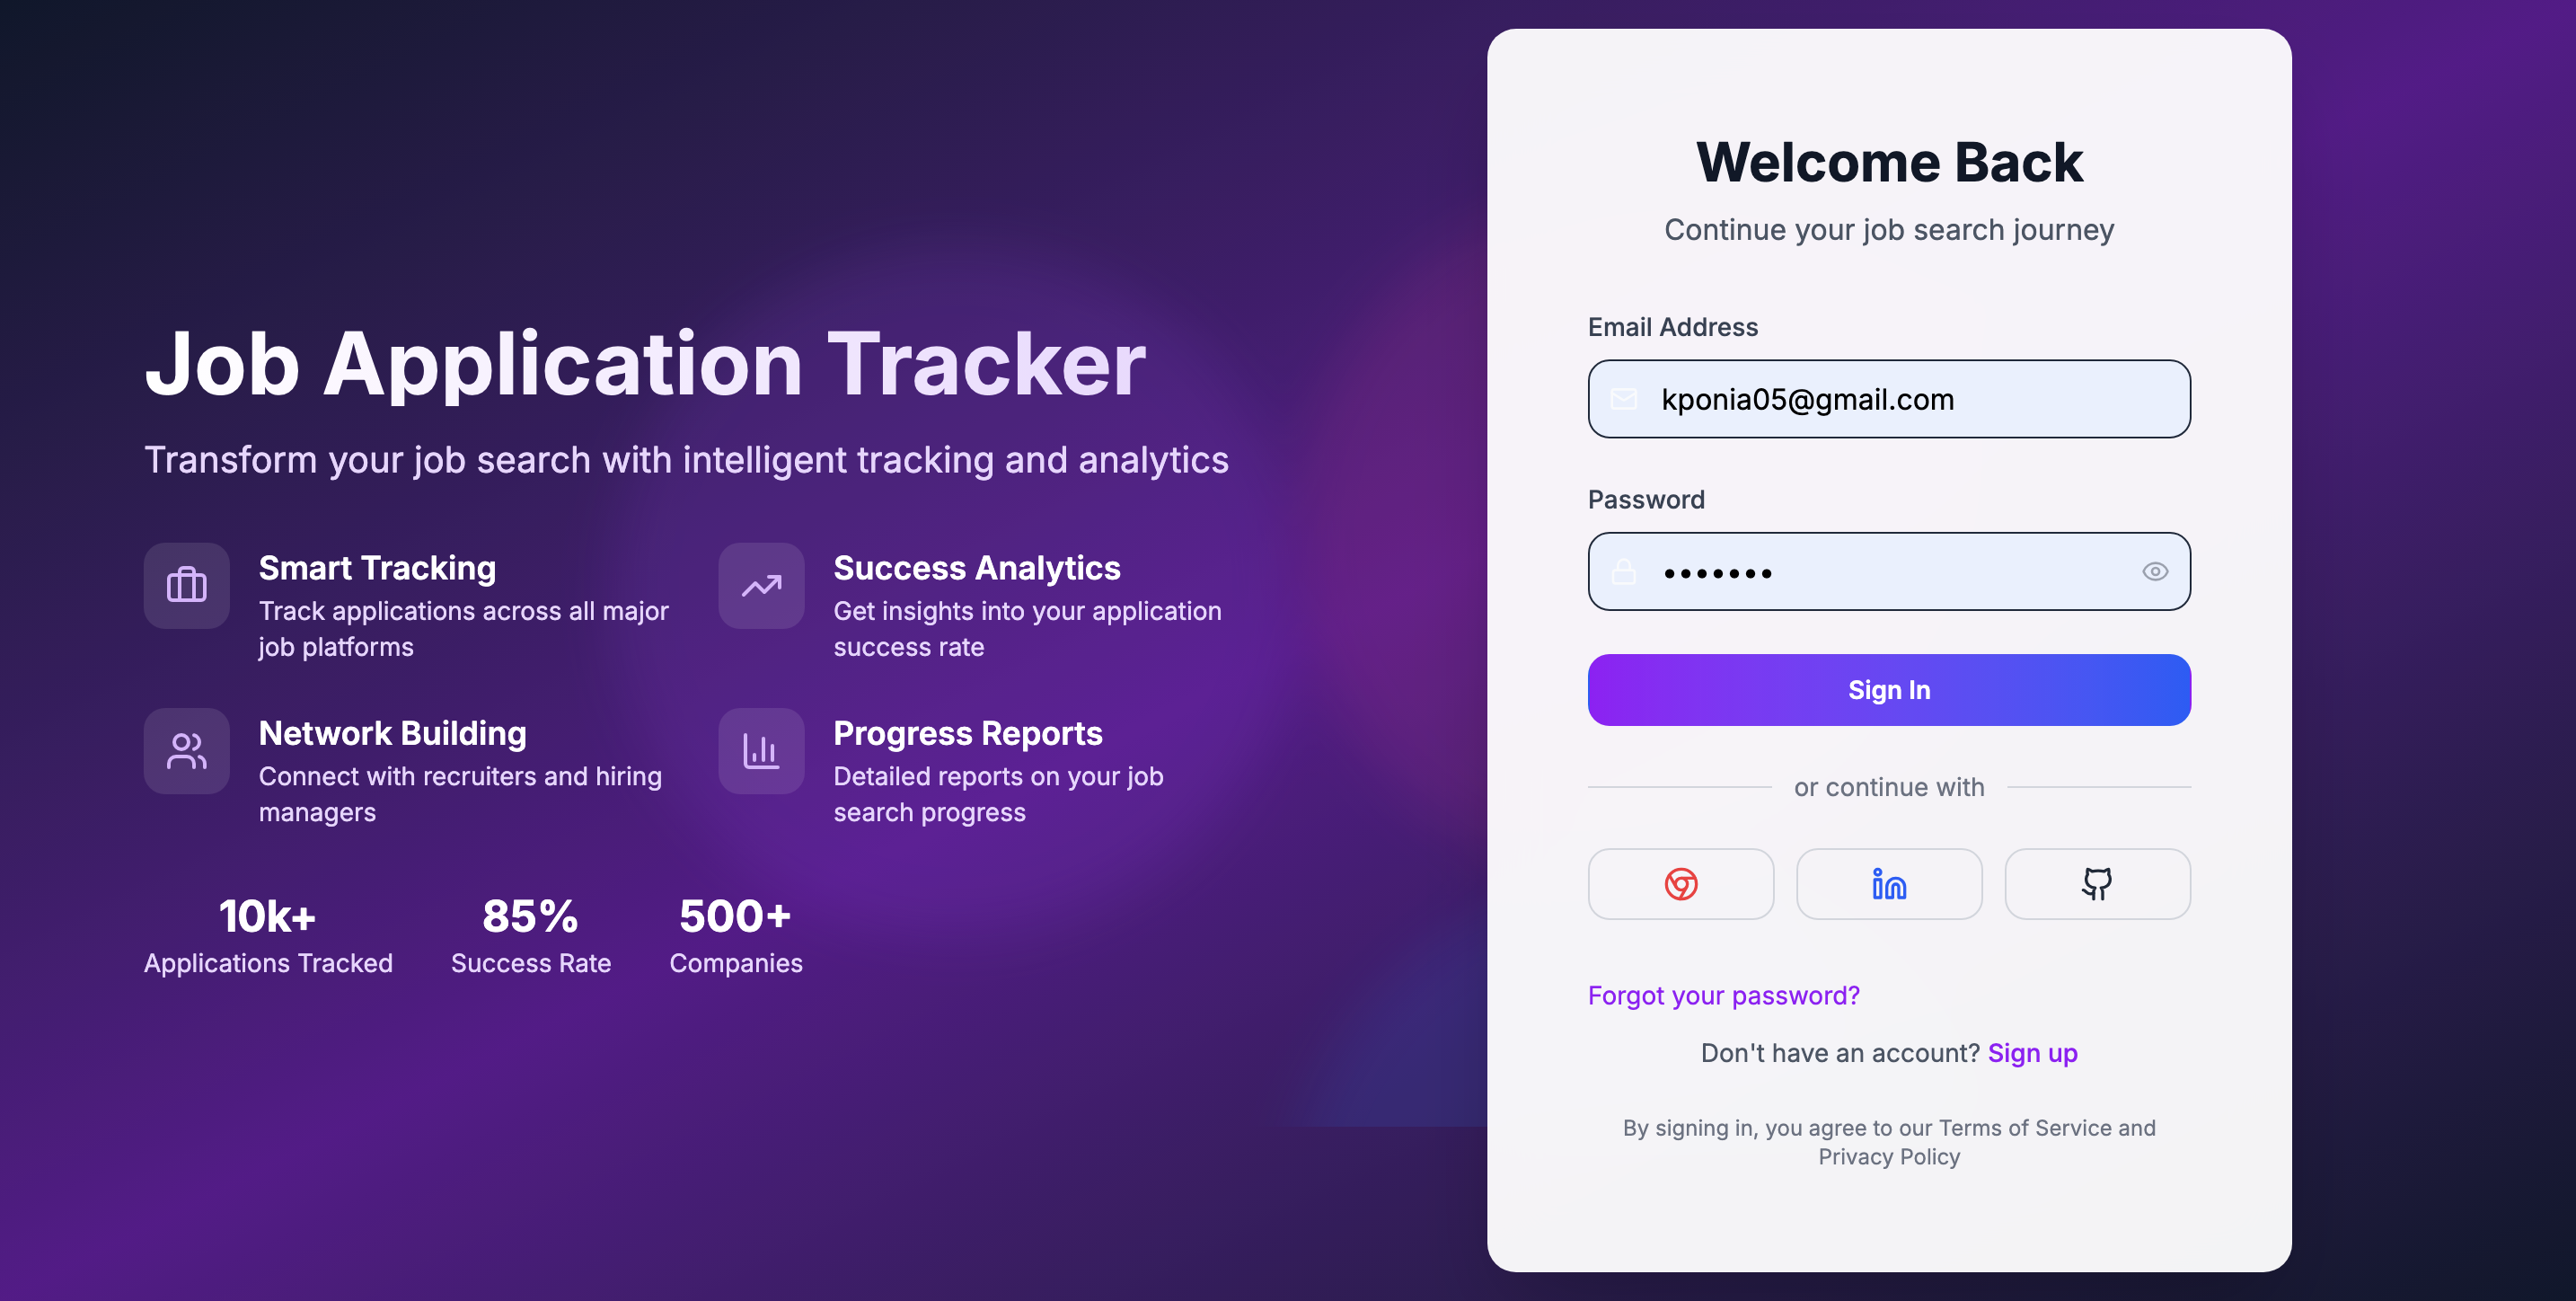 Job Application Tracker
Transform your job search with intelligent tracking and analytics
Smart Tracking
Track applications across all major
job platforms
Success Analytics
Get insights into your application
success rate
Network Building
Connect with recruiters and hiring
managers
Progress Reports
Detailed reports on your job
search progress
10k+
Applications Tracked
85%
Success Rate
500+
Companies
Welcome Back
Continue your job search journey
Email Address
kponia05@gmail.com
Password
•••••••
Sign In
or continue with
in
Forgot your password?
Don't have an account? Sign up
By signing in, you agree to our Terms of Service and
Privacy Policy